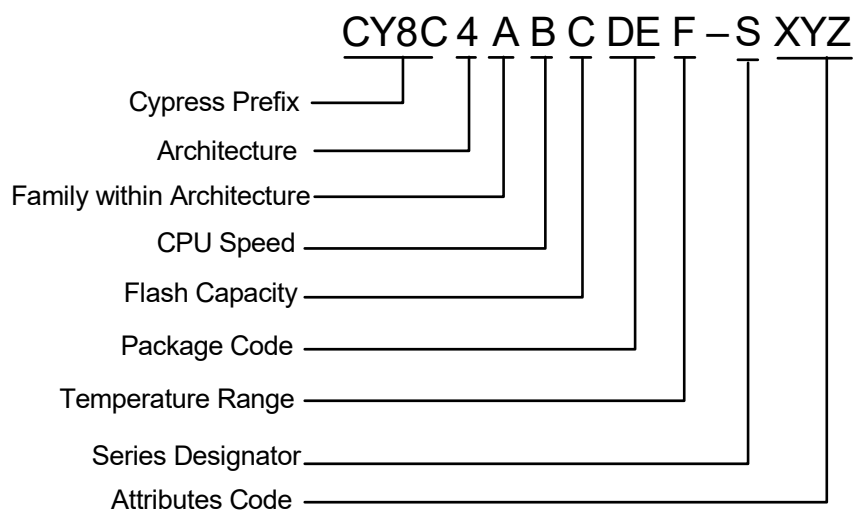 CY8C 4 A B C DE F – S XYZ
Cypress Prefix
Architecture
Family within Architecture
CPU Speed
Flash Capacity
Package Code
Temperature Range
Series Designator
Attributes Code